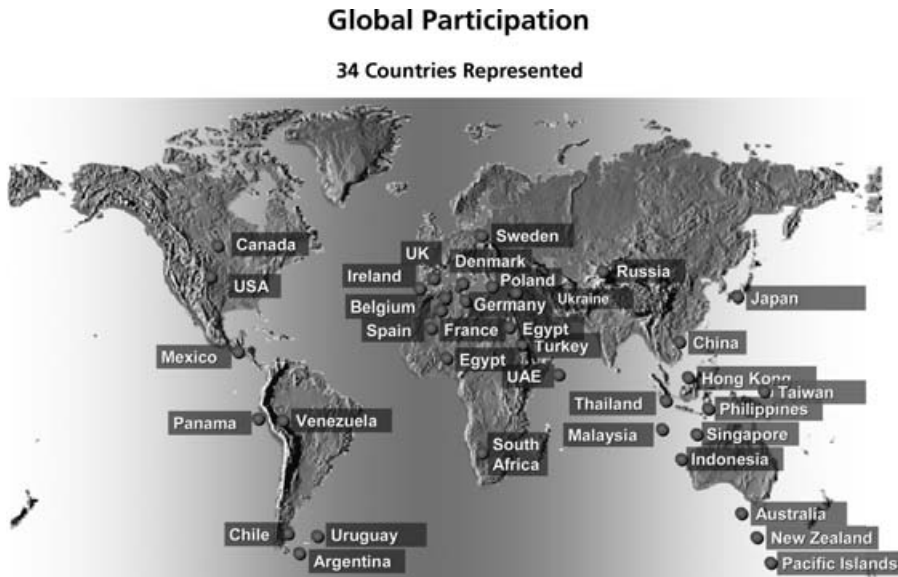 Global Participation
34 Countries Represented
Sweden
Canada
UK
Denmark
Russia
Ireland
Poland
USA
Ukraine
Japan
Belgium
Germany
Spain
France
Egypt
China
Turkey
Mexico
Egypt
UAE
Hong Kong
Taiwan
Thailand
Philippines
Panama
Venezuela
Malaysia
Singapore
South
Africa
Indonesia
Australia
Chile
Uruguay
New Zealand
Argentina
Pacific Islands